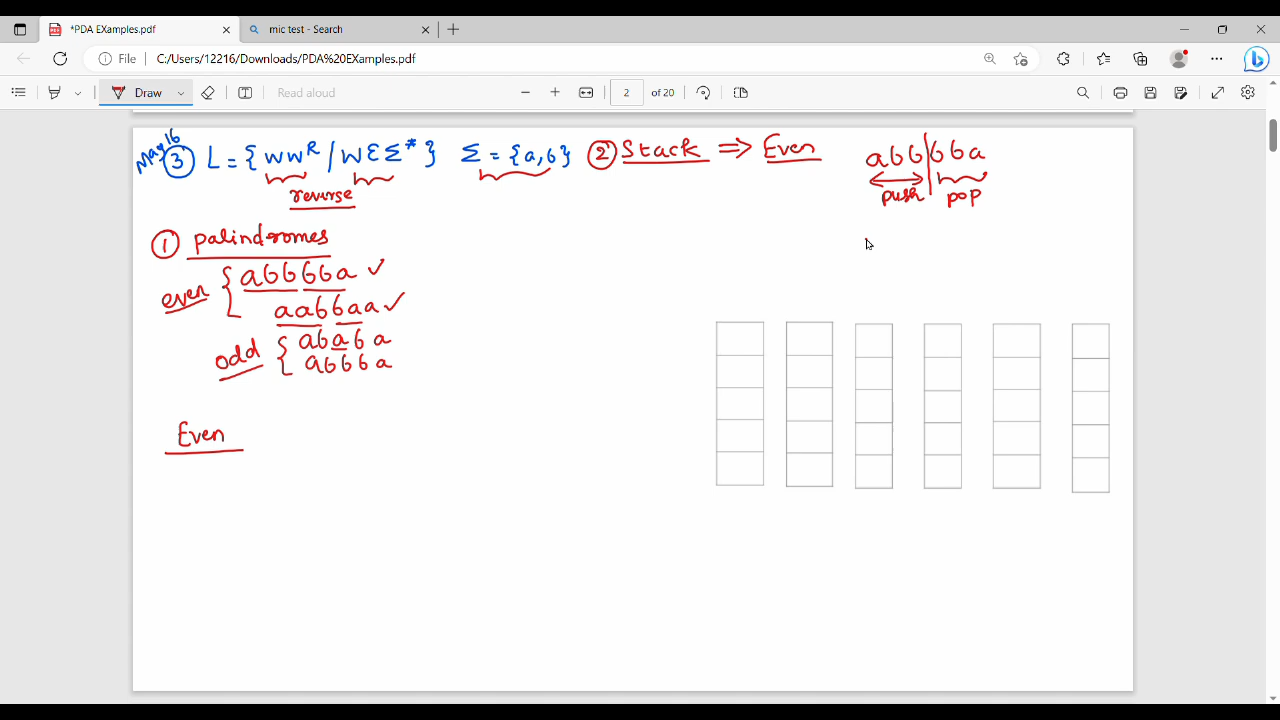 *PDA EXamples.pdf
mic test - Search
File C:/Users/12216/Downloads/PDA%20EXamples.pdf
Draw Read aloud 2 of 20
May 16
③ L = { wwᴿ / w ε Σ* } Σ = {a, b} ② Stack ⇒ Even abb|bba
reverse push pop
① palindromes
even { abbbba ✓
aabbaa ✓
odd { ababa
abbba
Even